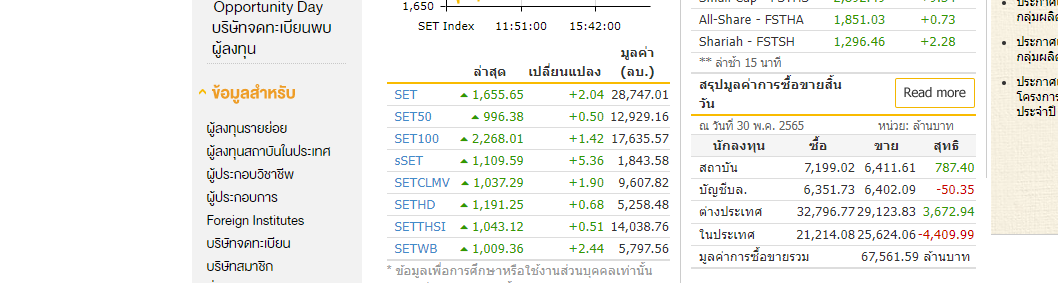 Opportunity Day
บริษัทจดทะเบียนพบ
ผู้ลงทุน
ข้อมูลสำหรับ
ผู้ลงทุนรายย่อย
ผู้ลงทุนสถาบันในประเทศ
ผู้ประกอบวิชาชีพ
ผู้ประกอบการ
Foreign Institutes
บริษัทจดทะเบียน
บริษัทสมาชิก
1,650
SET Index 11:51:00 15:42:00
ล่าสุด เปลี่ยนแปลง มูลค่า (ลบ.)
SET 1,655.65 +2.04 28,747.01
SET50 996.38 +0.50 12,929.16
SET100 2,268.01 +1.42 17,635.57
sSET 1,109.59 +5.36 1,843.58
SETCLMV 1,037.29 +1.90 9,607.82
SETHD 1,191.25 +0.68 5,258.48
SETTHSI 1,043.12 +0.51 14,038.76
SETWB 1,009.36 +2.44 5,797.56
* ข้อมูลเพื่อการศึกษาหรือใช้งานส่วนบุคคลเท่านั้น
All-Share - FSTHA 1,851.03 +0.73
Shariah - FSTSH 1,296.46 +2.28
** ล่าช้า 15 นาที
สรุปมูลค่าการซื้อขายสิ้น
วัน
Read more
ณ วันที่ 30 พ.ค. 2565 หน่วย: ล้านบาท
นักลงทุน ซื้อ ขาย สุทธิ
สถาบัน 7,199.02 6,411.61 787.40
บัญชีบล. 6,351.73 6,402.09 -50.35
ต่างประเทศ 32,796.77 29,123.83 3,672.94
ในประเทศ 21,214.08 25,624.06 -4,409.99
มูลค่าการซื้อขายรวม 67,561.59 ล้านบาท
กลุ่มผลิต
ประกาศ
กลุ่มผลิต
ประกาศ
โครงการ
ประจำปี